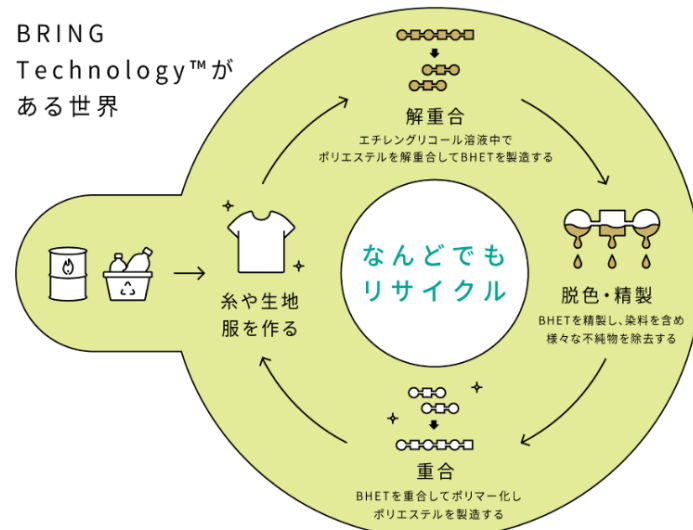 BRING
Technology™が
ある世界
解重合
エチレングリコール溶液中で
ポリエステルを解重合してBHETを製造する
脱色・精製
BHETを精製し、染料を含め
様々な不純物を除去する
重合
BHETを重合してポリマー化し
ポリエステルを製造する
糸や生地
服を作る
なんどでも
リサイクル